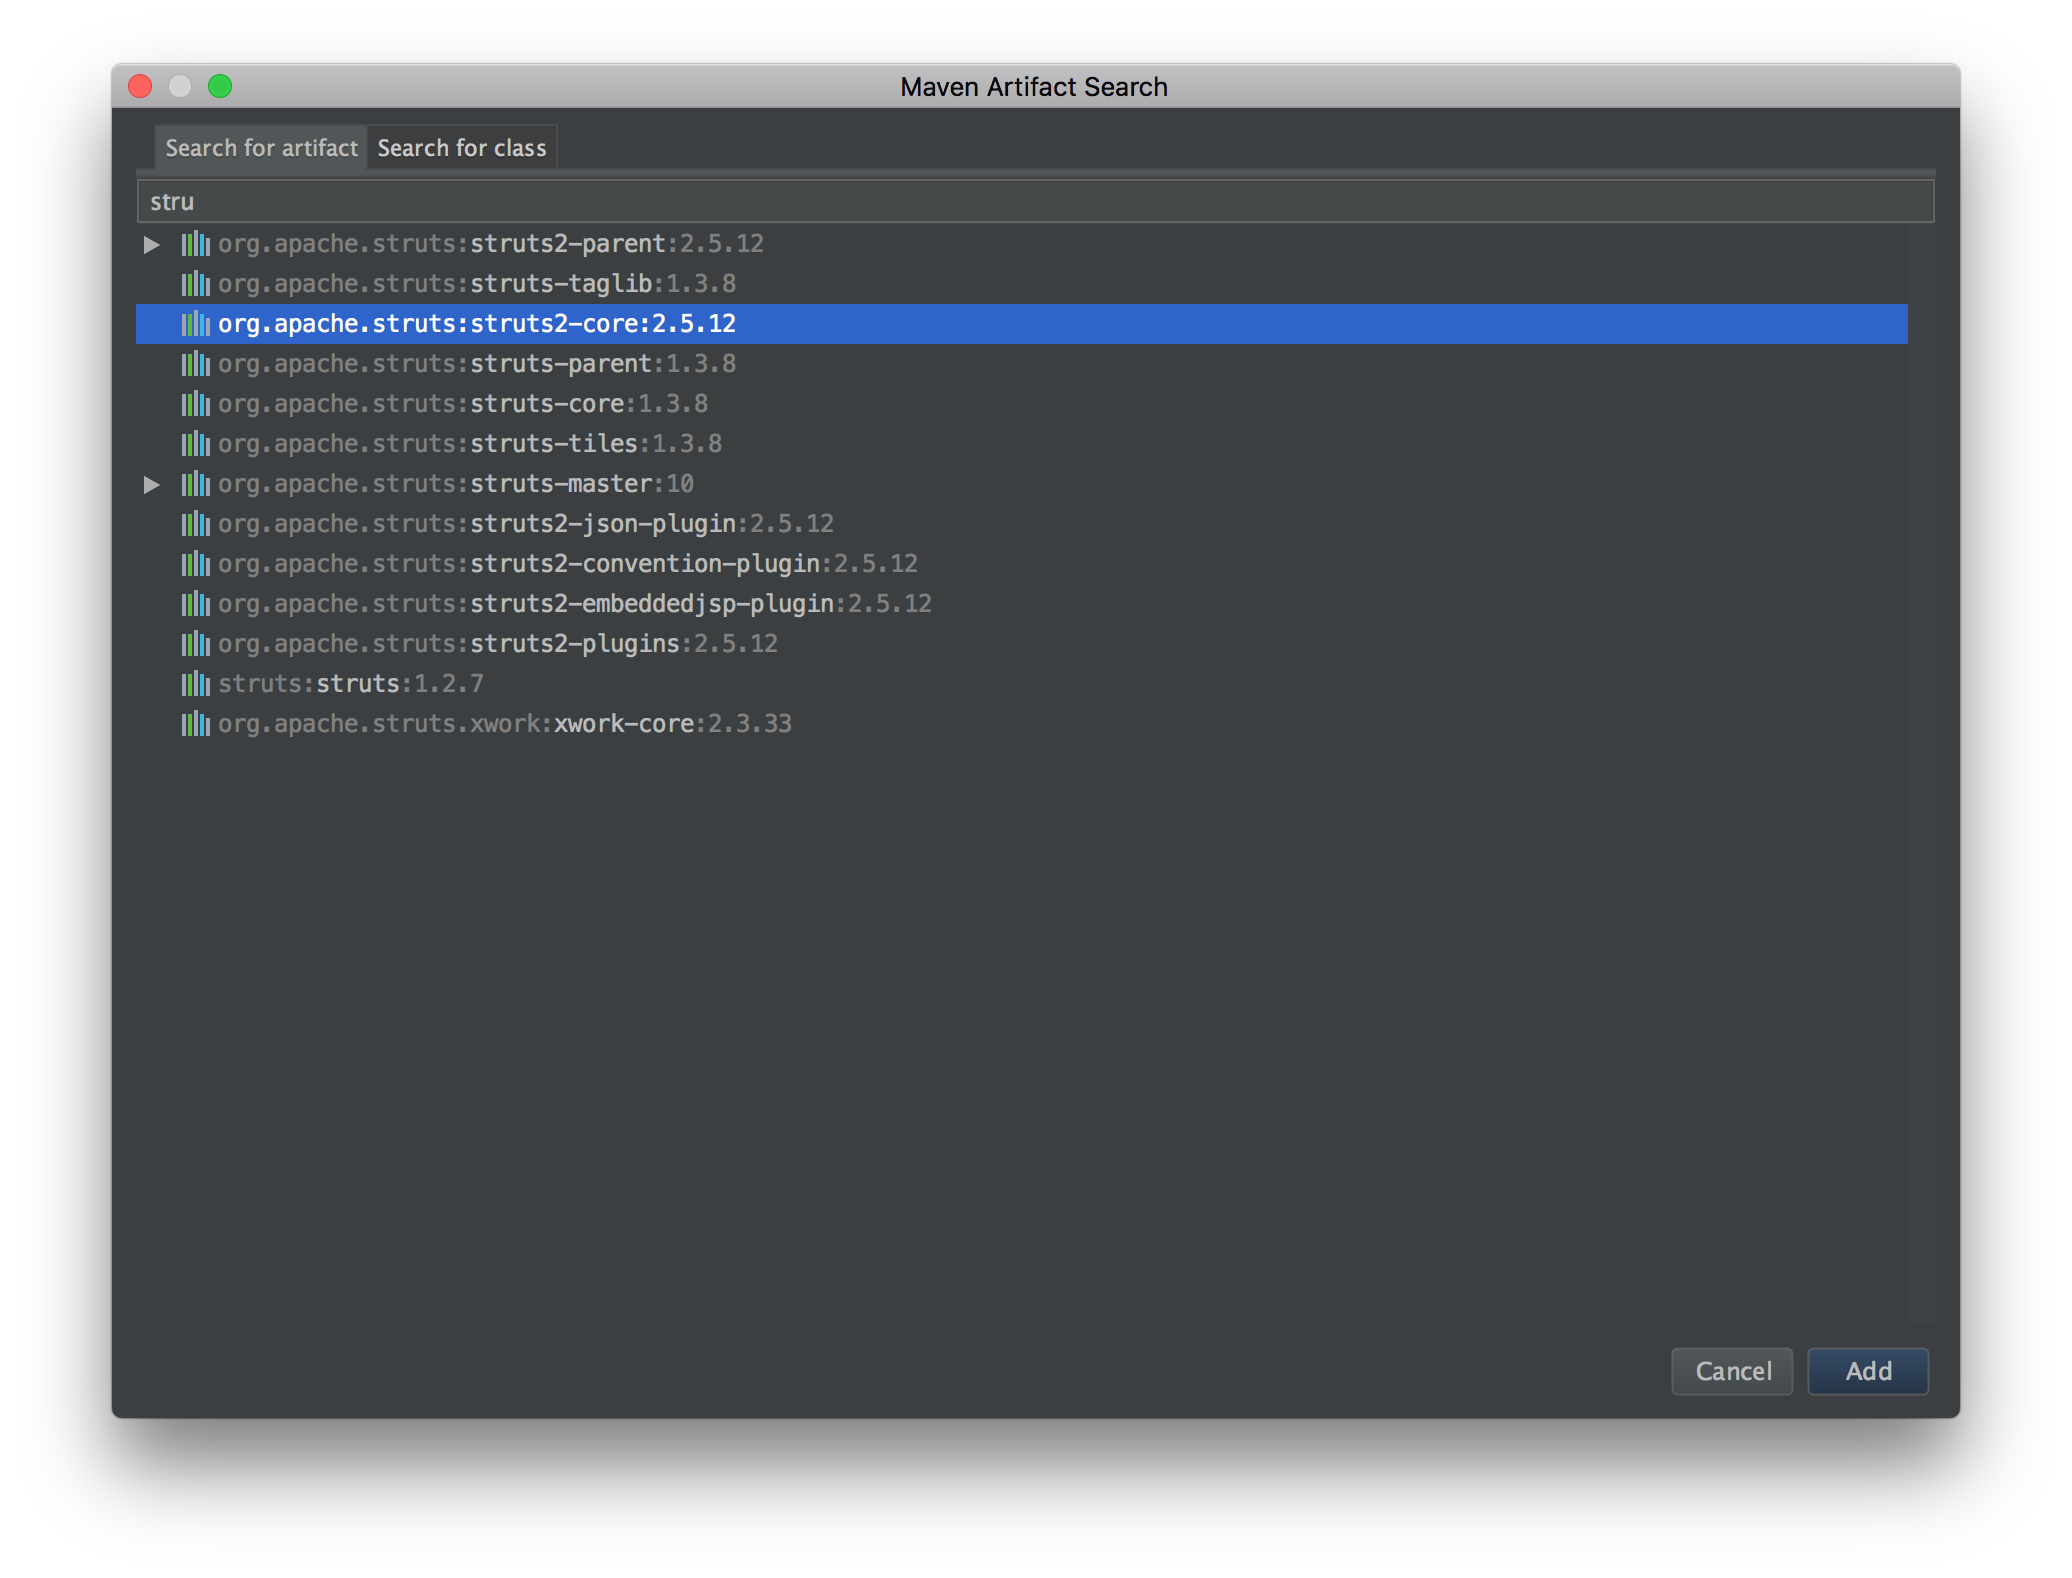 Maven Artifact Search
Search for artifact Search for class
stru
org.apache.struts:struts2-parent:2.5.12
org.apache.struts:struts-taglib:1.3.8
org.apache.struts:struts2-core:2.5.12
org.apache.struts:struts-parent:1.3.8
org.apache.struts:struts-core:1.3.8
org.apache.struts:struts-tiles:1.3.8
org.apache.struts:struts-master:10
org.apache.struts:struts2-json-plugin:2.5.12
org.apache.struts:struts2-convention-plugin:2.5.12
org.apache.struts:struts2-embeddedjsp-plugin:2.5.12
org.apache.struts:struts2-plugins:2.5.12
struts:struts:1.2.7
org.apache.struts.xwork:xwork-core:2.3.33
Cancel Add